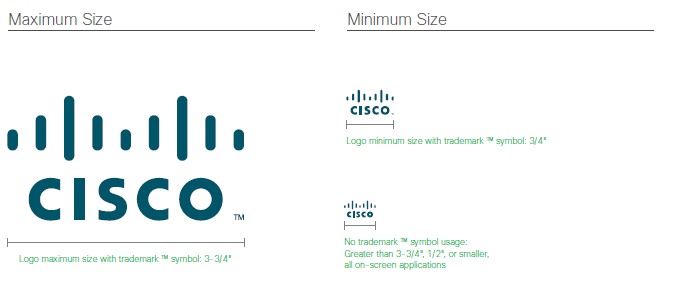 Maximum Size
Minimum Size
CISCO ™
Logo maximum size with trademark ™ symbol: 3-3/4"
CISCO™
Logo minimum size with trademark ™ symbol: 3/4"
CISCO
No trademark ™ symbol usage:
Greater than 3-3/4", 1/2", or smaller,
all on-screen applications